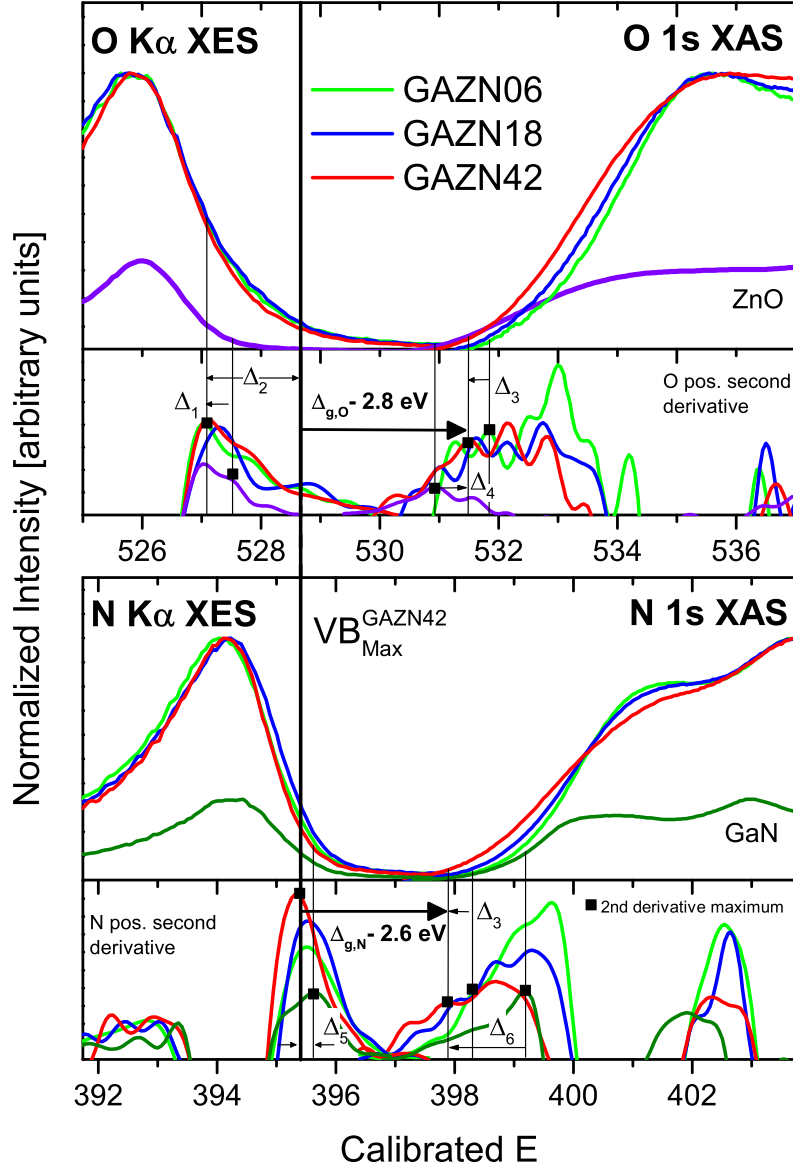 O Kα XES
O 1s XAS
GAZN06
GAZN18
GAZN42
ZnO
Δ1
Δ2
Δg,O - 2.8 eV
Δ3
Δ4
O pos. second
derivative
526 528 530 532 534 536
N Kα XES
VB GAZN42 Max
N 1s XAS
GaN
N pos. second
derivative
Δg,N - 2.6 eV
Δ3
2nd derivative maximum
Δ5
Δ6
392 394 396 398 400 402
Calibrated E
Normalized Intensity [arbitrary units]